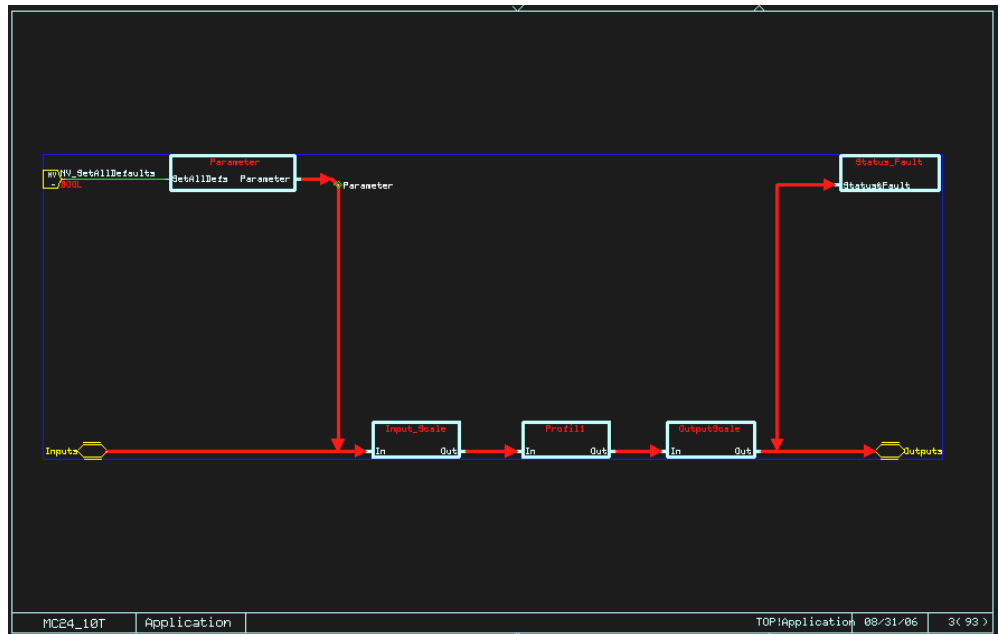 Parameter
NV NV_SetAllDefaults
- BOOL
SetAllDefs Parameter
Parameter
Status_Fault
Status&Fault
Input_Scale
In Out
Profil1
In Out
OutputScale
In Out
Inputs
Outputs
MC24_10T Application TOP!Application 08/31/06 3( 93 )